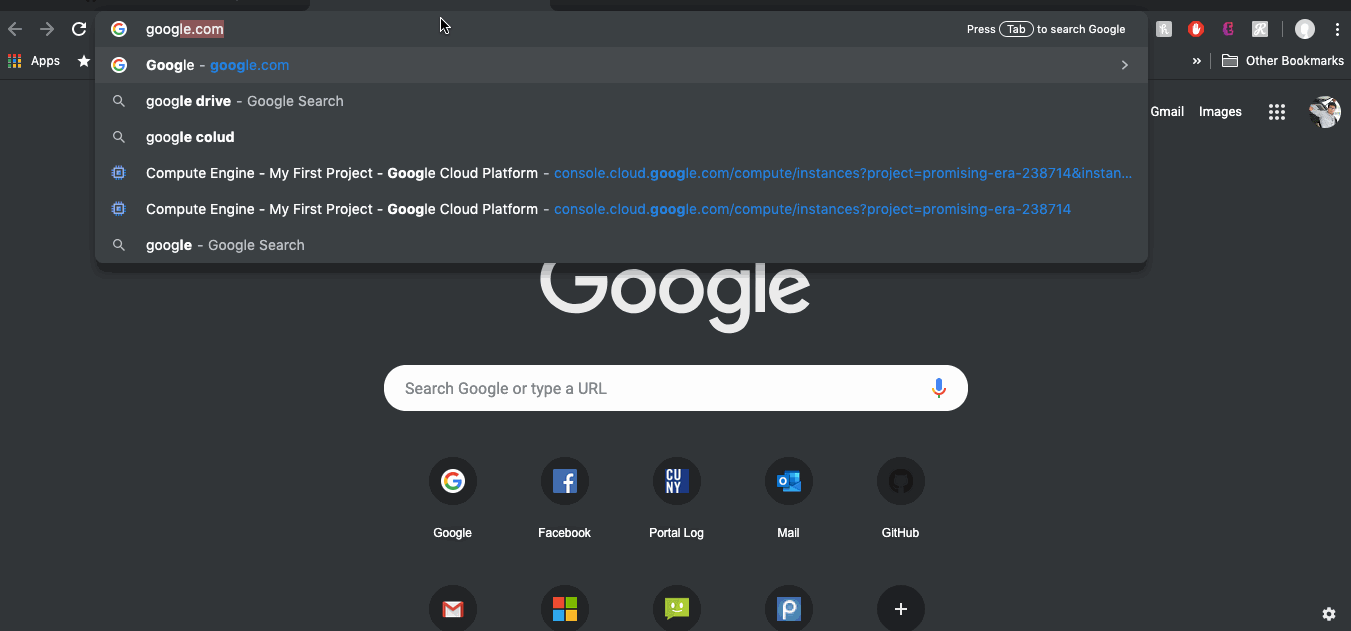 google.com
Press Tab to search Google
Apps
Google - google.com
Other Bookmarks
google drive - Google Search
Gmail Images
google colud
Compute Engine - My First Project - Google Cloud Platform - console.cloud.google.com/compute/instances?project=promising-era-238714&instan...
Compute Engine - My First Project - Google Cloud Platform - console.cloud.google.com/compute/instances?project=promising-era-238714
google - Google Search
Google
Search Google or type a URL
CU
NY
Google
Facebook
Portal Log
Mail
GitHub